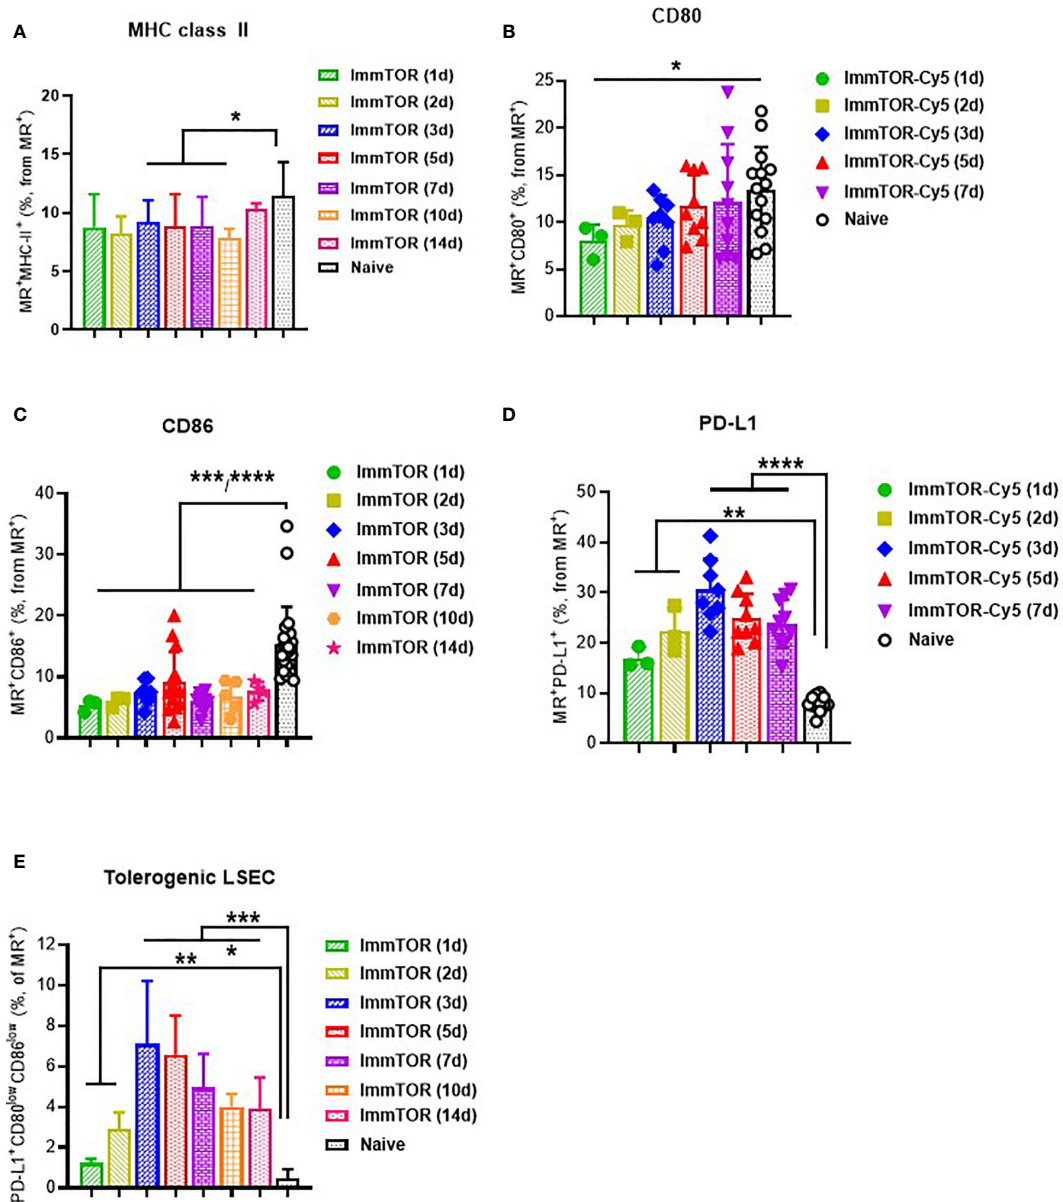 A
MHC class II
MR+MHC-II+ (%, from MR+)
20
15
10
5
0
*
ImmTOR (1d)
ImmTOR (2d)
ImmTOR (3d)
ImmTOR (5d)
ImmTOR (7d)
ImmTOR (10d)
ImmTOR (14d)
Naive
B
CD80
MR+CD80+ (%, from MR+)
25
20
15
10
5
0
*
ImmTOR-Cy5 (1d)
ImmTOR-Cy5 (2d)
ImmTOR-Cy5 (3d)
ImmTOR-Cy5 (5d)
ImmTOR-Cy5 (7d)
Naive
C
CD86
MR+CD86+ (%, from MR+)
40
30
20
10
0
***/****
ImmTOR (1d)
ImmTOR (2d)
ImmTOR (3d)
ImmTOR (5d)
ImmTOR (7d)
ImmTOR (10d)
ImmTOR (14d)
D
PD-L1
MR+PD-L1+ (%, from MR+)
50
40
30
20
10
0
****
**
ImmTOR-Cy5 (1d)
ImmTOR-Cy5 (2d)
ImmTOR-Cy5 (3d)
ImmTOR-Cy5 (5d)
ImmTOR-Cy5 (7d)
Naive
E
Tolerogenic LSEC
PD-L1+CD80lowCD86low (%, of MR+)
12
10
8
6
4
2
0
***
**
*
ImmTOR (1d)
ImmTOR (2d)
ImmTOR (3d)
ImmTOR (5d)
ImmTOR (7d)
ImmTOR (10d)
ImmTOR (14d)
Naive